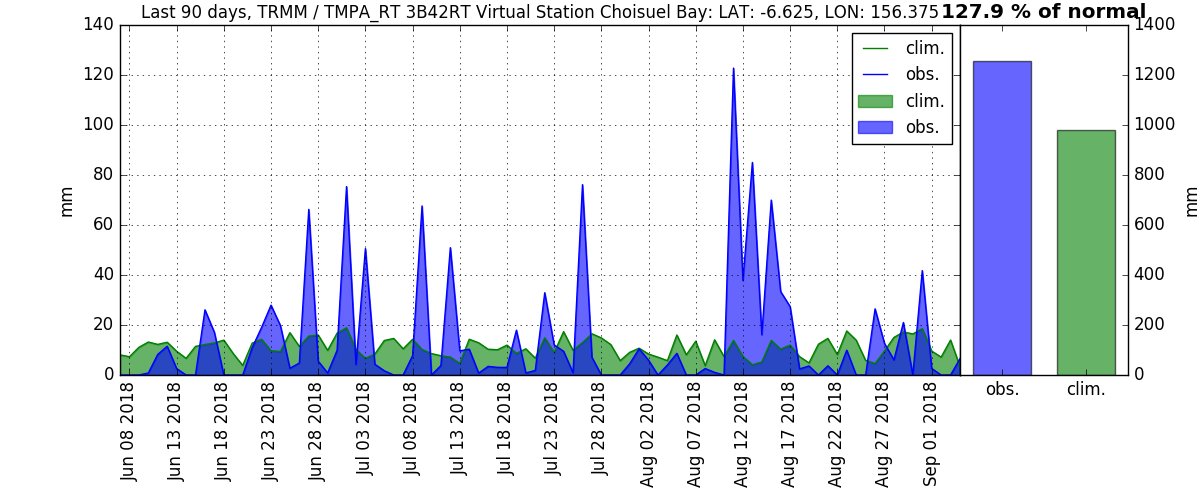 Last 90 days, TRMM / TMPA_RT 3B42RT Virtual Station Choisuel Bay: LAT: -6.625, LON: 156.375
127.9 % of normal
140
120
100
80
60
40
20
0
mm
clim.
obs.
clim.
obs.
1400
1200
1000
800
600
400
200
0
mm
Jun 08 2018
Jun 13 2018
Jun 18 2018
Jun 23 2018
Jun 28 2018
Jul 03 2018
Jul 08 2018
Jul 13 2018
Jul 18 2018
Jul 23 2018
Jul 28 2018
Aug 02 2018
Aug 07 2018
Aug 12 2018
Aug 17 2018
Aug 22 2018
Aug 27 2018
Sep 01 2018
obs.
clim.